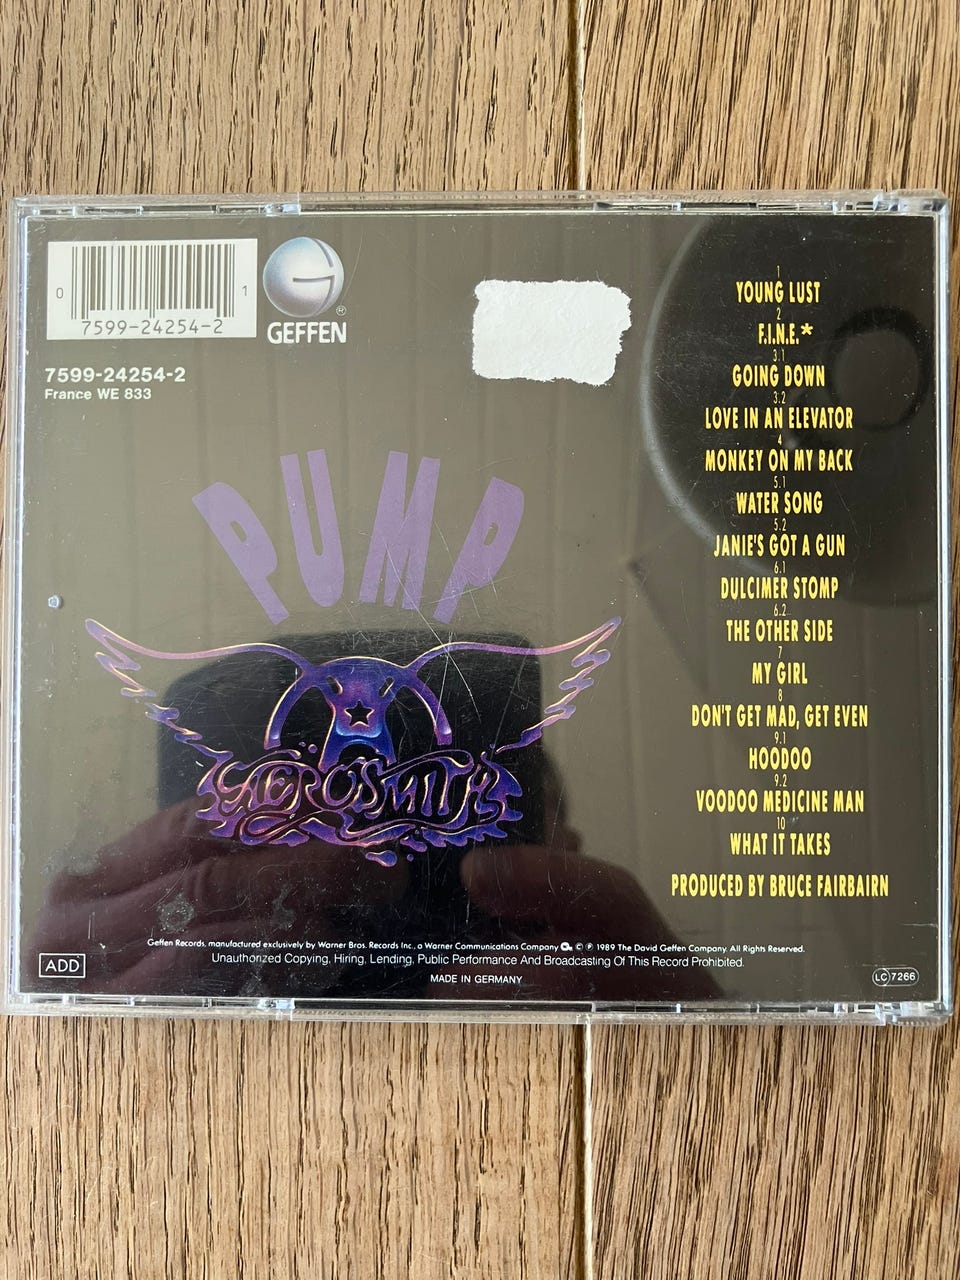 0 7599-24254-2 1
GEFFEN®
7599-24254-2
France WE 833
PUMP
AEROSMITH
1
YOUNG LUST
2
F.I.N.E.*
3.1
GOING DOWN
3.2
LOVE IN AN ELEVATOR
4
MONKEY ON MY BACK
5.1
WATER SONG
5.2
JANIE'S GOT A GUN
6.1
DULCIMER STOMP
6.2
THE OTHER SIDE
7
MY GIRL
8
DON'T GET MAD, GET EVEN
9.1
HOODOO
9.2
VOODOO MEDICINE MAN
10
WHAT IT TAKES
PRODUCED BY BRUCE FAIRBAIRN
Geffen Records, manufactured exclusively by Warner Bros. Records Inc., a Warner Communications Company © ℗ 1989 The David Geffen Company. All Rights Reserved.
Unauthorized Copying, Hiring, Lending, Public Performance And Broadcasting Of This Record Prohibited.
MADE IN GERMANY
ADD
LC 7266